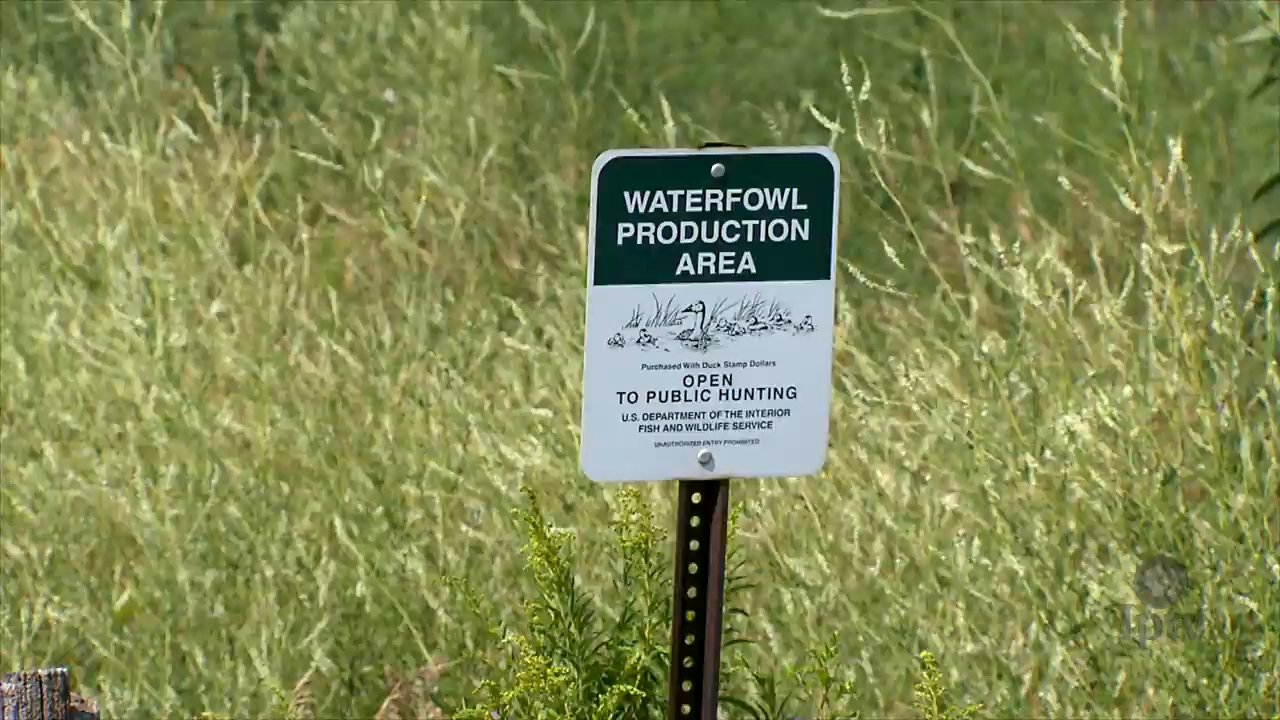 WATERFOWL
PRODUCTION
AREA
Purchased With Duck Stamp Dollars
OPEN
TO PUBLIC HUNTING
U.S. DEPARTMENT OF THE INTERIOR
FISH AND WILDLIFE SERVICE
UNAUTHORIZED ENTRY PROHIBITED
iptv